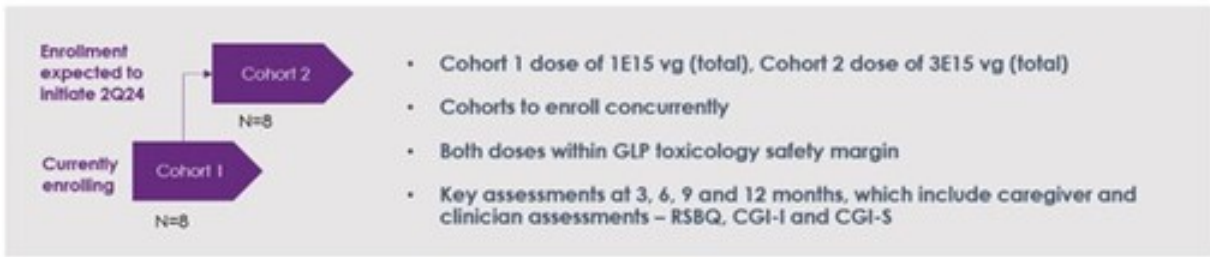 Enrollment
expected to
initiate 2Q24
Cohort 2
N=8
Currently
enrolling
Cohort 1
N=8
• Cohort 1 dose of 1E15 vg (total), Cohort 2 dose of 3E15 vg (total)
• Cohorts to enroll concurrently
• Both doses within GLP toxicology safety margin
• Key assessments at 3, 6, 9 and 12 months, which include caregiver and
clinician assessments – RSBQ, CGI-I and CGI-S